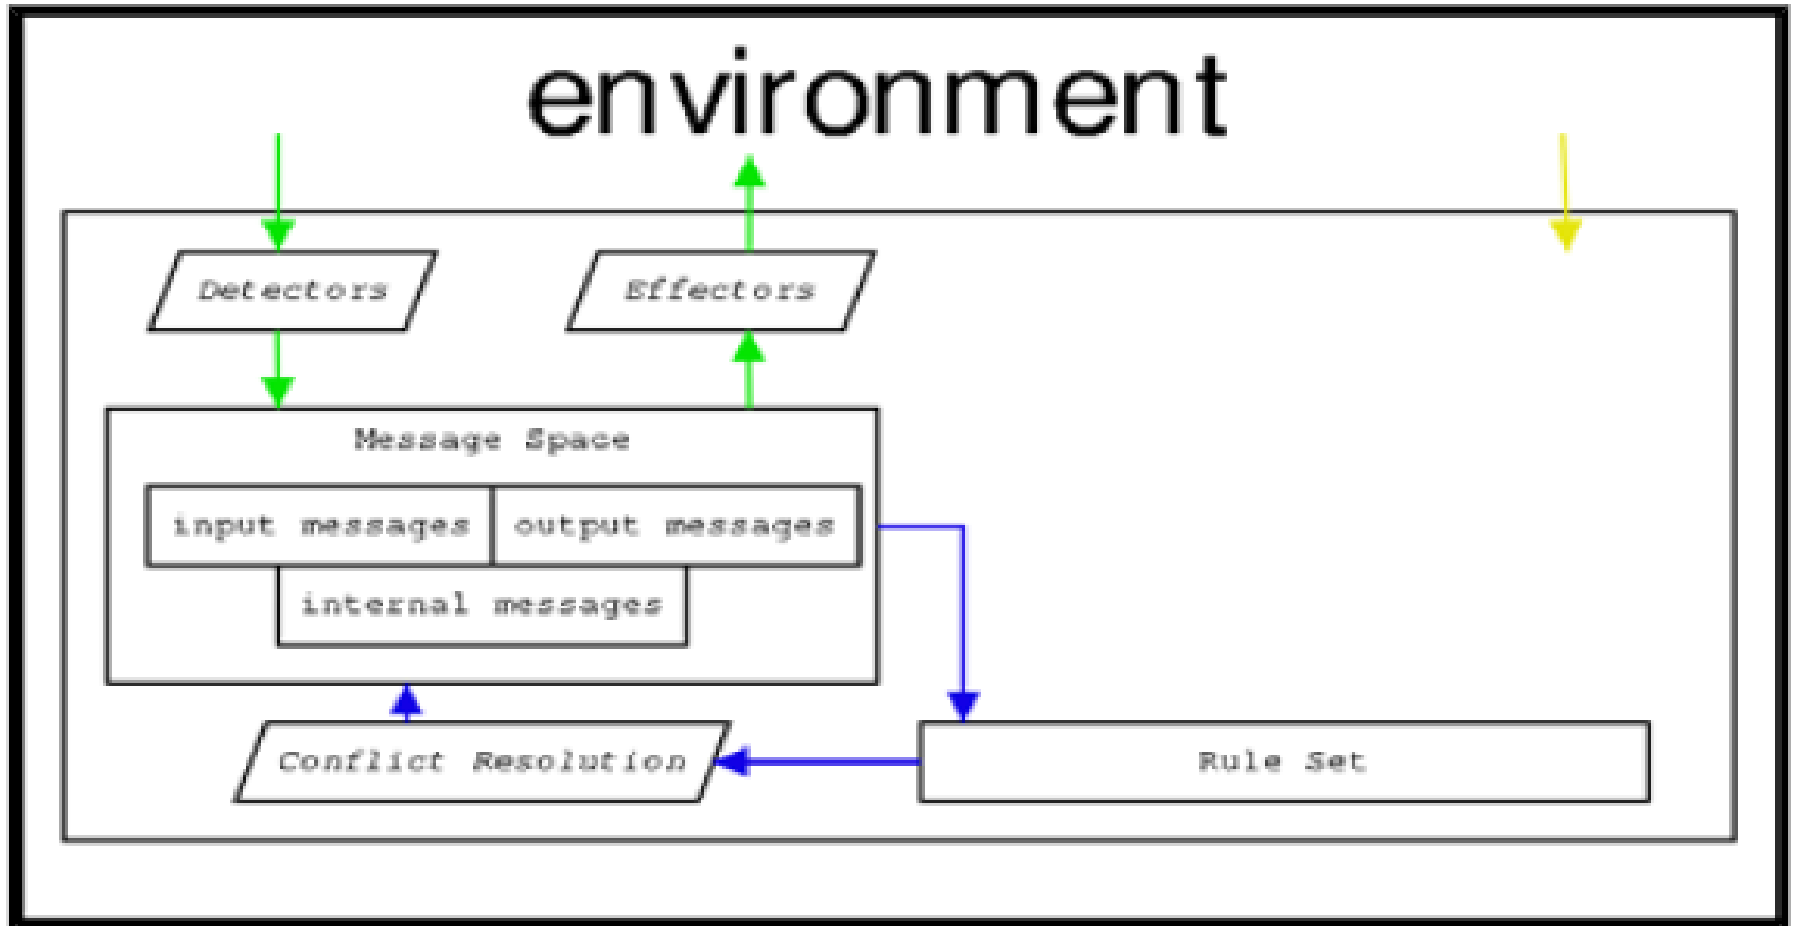 environment
Detectors
Effectors
Message Space
input messages
output messages
internal messages
Conflict Resolution
Rule Set